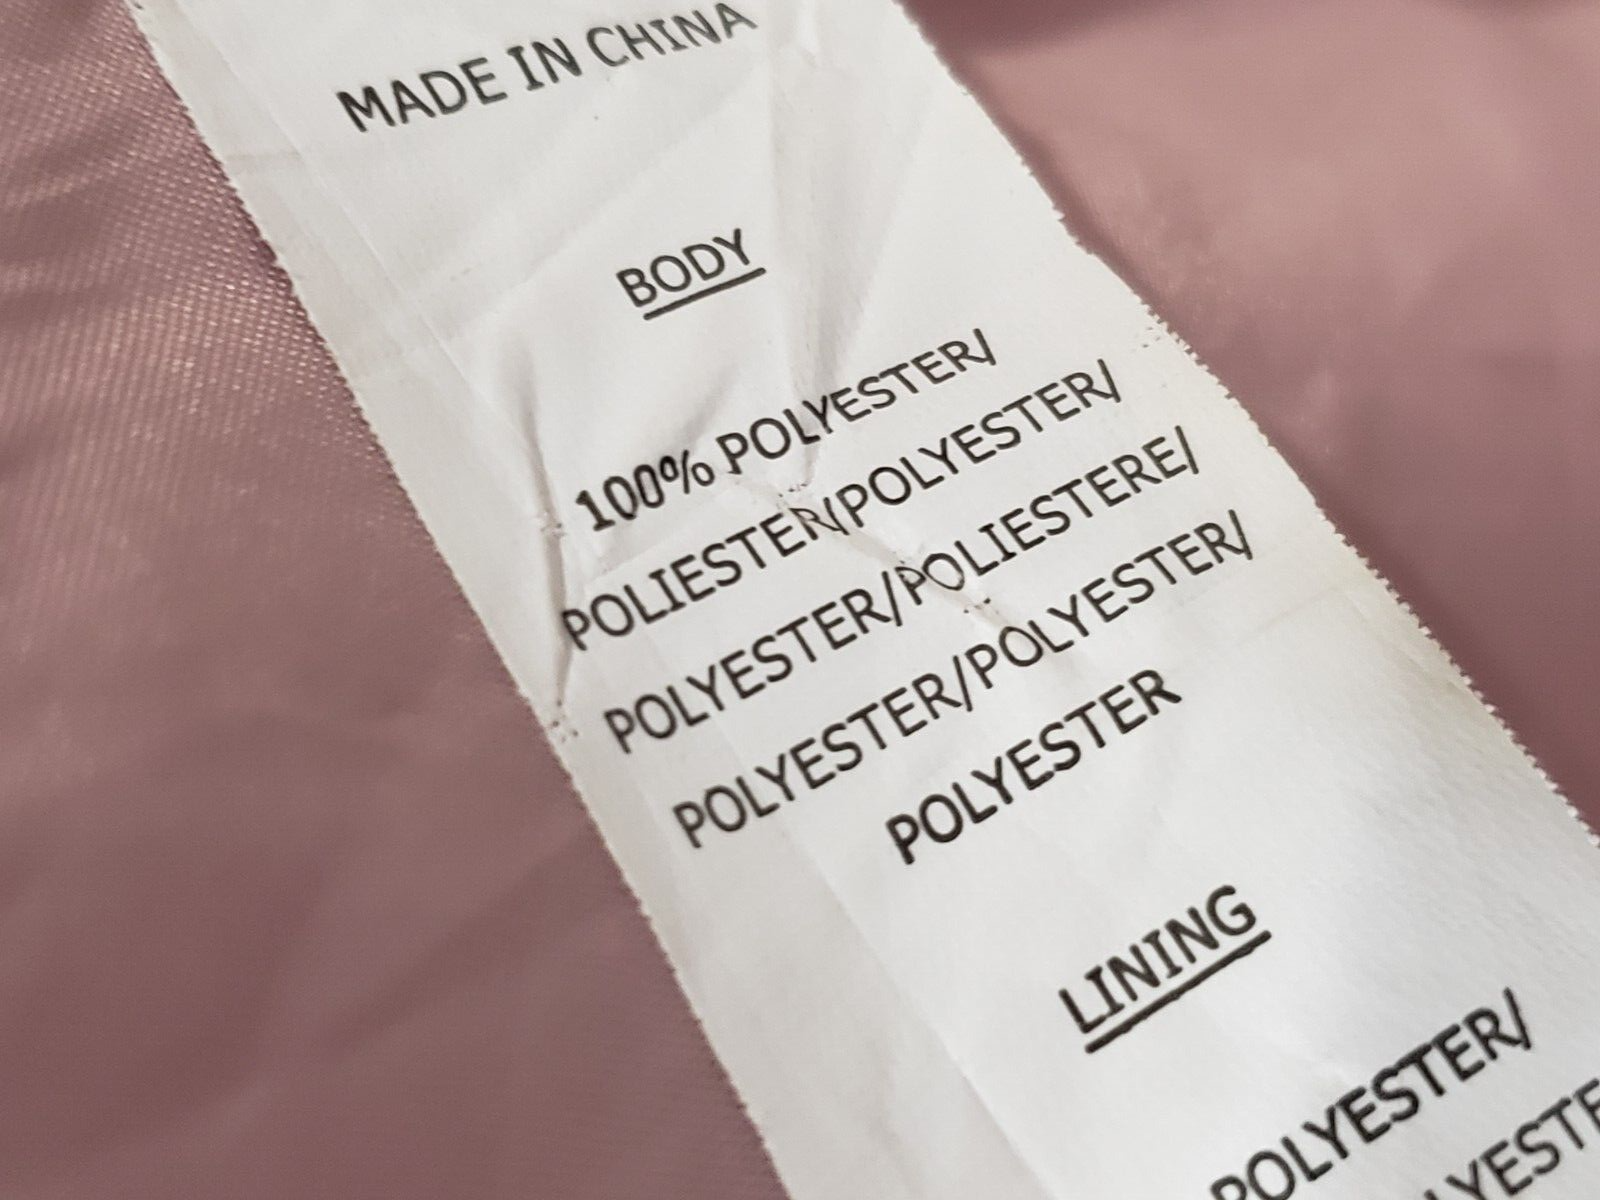 MADE IN CHINA
BODY
100% POLYESTER/
POLIESTER/POLYESTER/
POLYESTER/POLIESTERE/
POLYESTER/POLYESTER/
POLYESTER
LINING
POLYESTER/